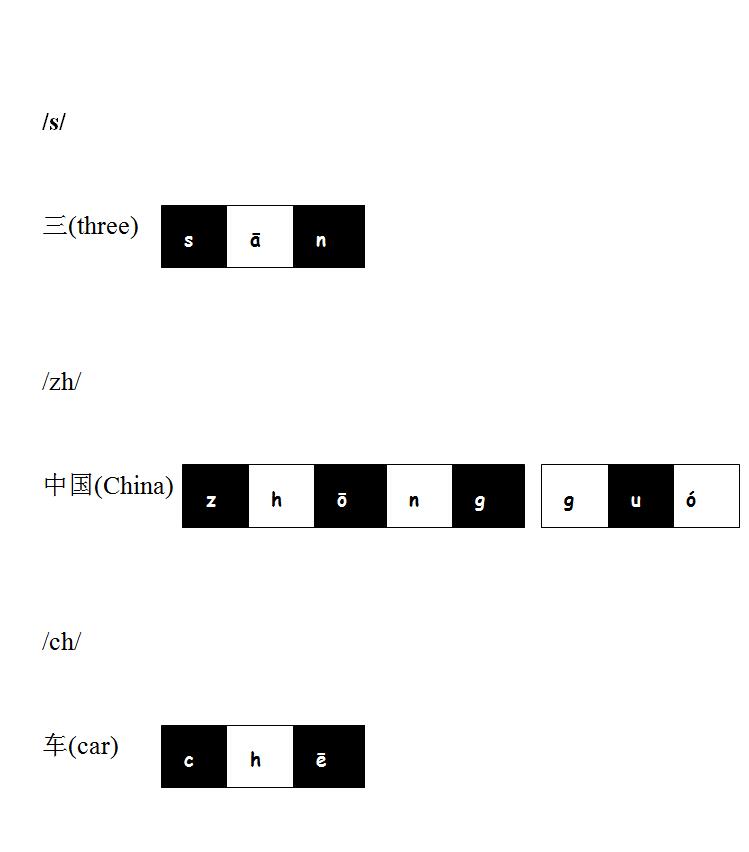 /s/
三(three) s ā n
/zh/
中国(China) z h ō n g g u ó
/ch/
车(car) c h ē